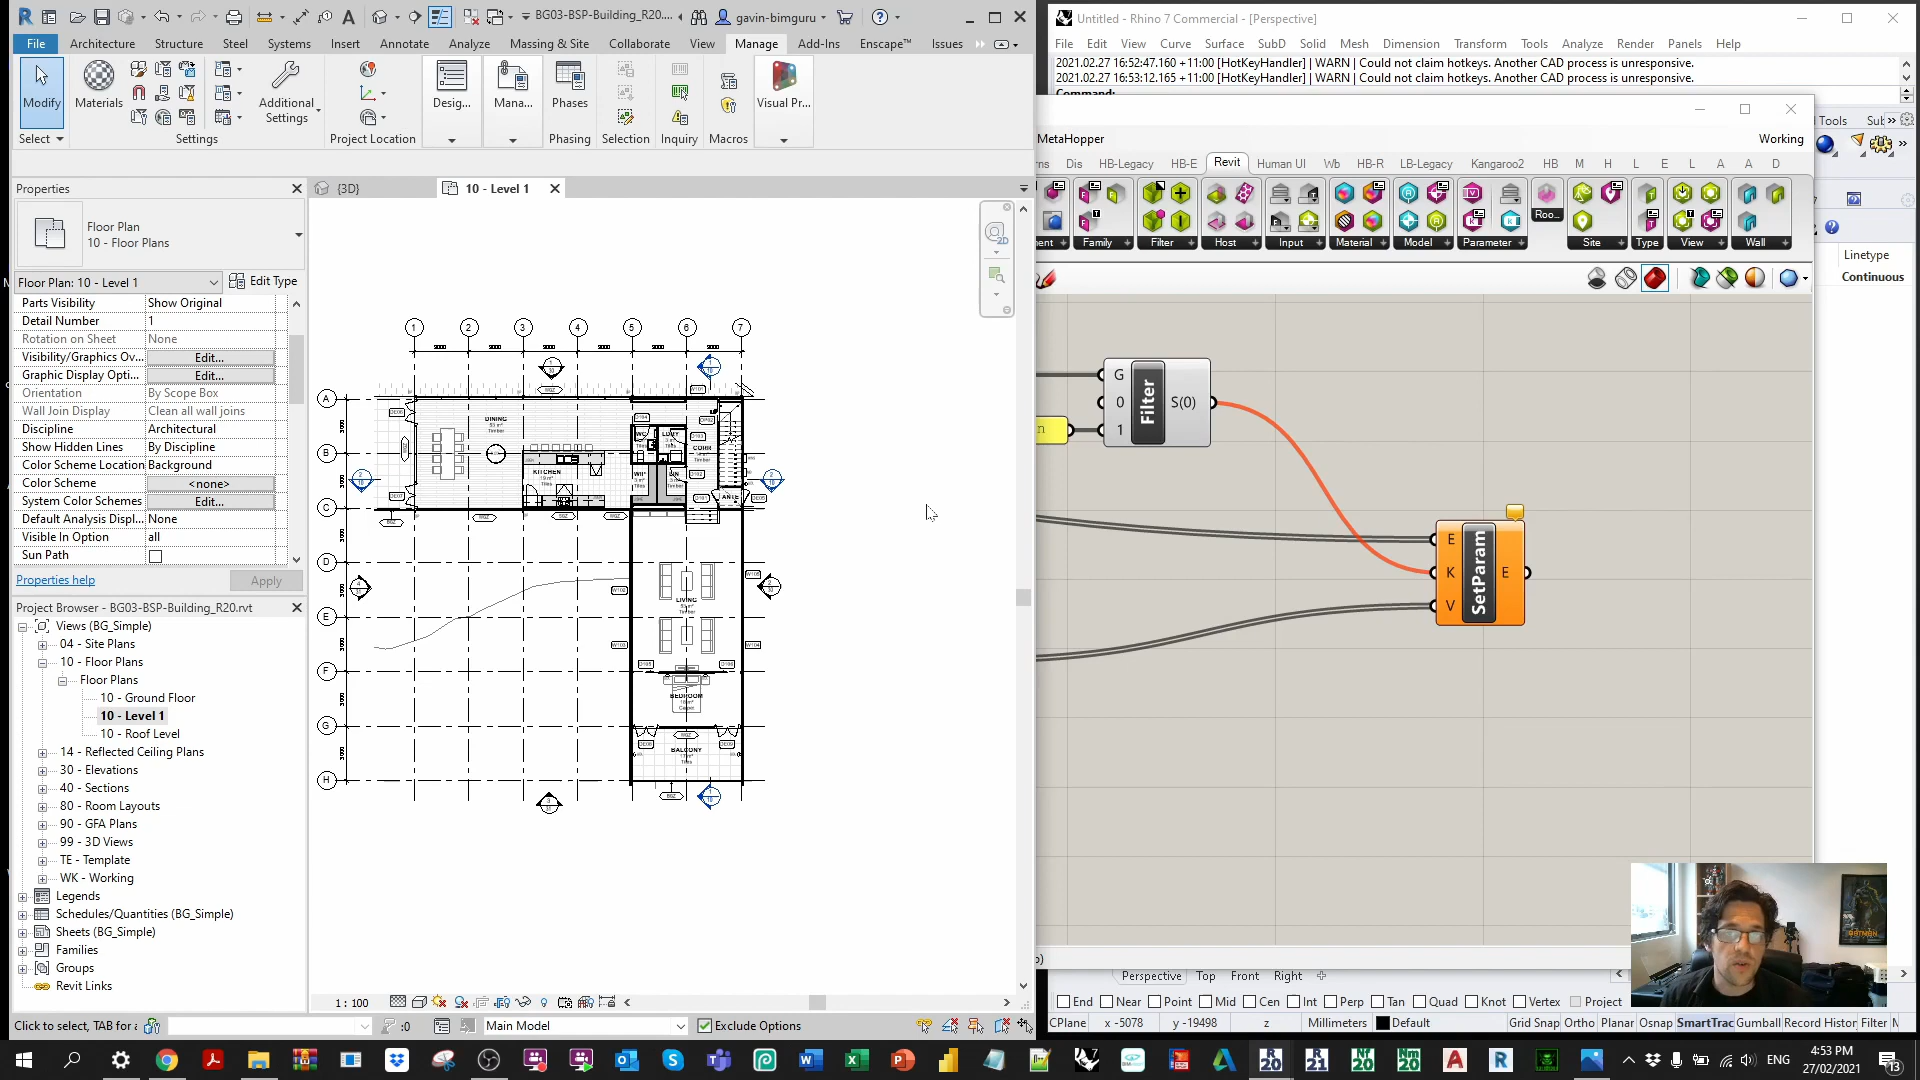 BG03-BSP-Building_R20....
gavin-bimguru
File
Architecture
Structure
Steel
Systems
Insert
Annotate
Analyze
Massing & Site
Collaborate
View
Manage
Add-Ins
Enscape™
Issues
Modify
Materials
Additional
Settings
Desig...
Mana...
Phases
Visual Pr...
Select
Settings
Project Location
Phasing
Selection
Inquiry
Macros
Properties
Floor Plan
10 - Floor Plans
Floor Plan: 10 - Level 1
Edit Type
Parts Visibility Show Original
Detail Number 1
Rotation on Sheet None
Visibility/Graphics Ov... Edit...
Graphic Display Opti... Edit...
Orientation By Scope Box
Wall Join Display Clean all wall joins
Discipline Architectural
Show Hidden Lines By Discipline
Color Scheme Location Background
Color Scheme <none>
System Color Schemes Edit...
Default Analysis Displ... None
Visible In Option all
Sun Path
Properties help
Apply
Project Browser - BG03-BSP-Building_R20.rvt
Views (BG_Simple)
04 - Site Plans
10 - Floor Plans
Floor Plans
10 - Ground Floor
10 - Level 1
10 - Roof Level
14 - Reflected Ceiling Plans
30 - Elevations
40 - Sections
80 - Room Layouts
90 - GFA Plans
99 - 3D Views
TE - Template
WK - Working
Legends
Schedules/Quantities (BG_Simple)
Sheets (BG_Simple)
Families
Groups
Revit Links
{3D}
10 - Level 1
2D
1 2 3 4 5 6 7
A
B
C
D
E
F
G
H
DINING
KITCHEN
LIVING
BEDROOM
BALCONY
1 : 100
Click to select, TAB for a
:0
Main Model
Exclude Options
Untitled - Rhino 7 Commercial - [Perspective]
File Edit View Curve Surface SubD Solid Mesh Dimension Transform Tools Analyze Render Panels Help
2021.02.27 16:52:47.160 +11:00 [HotKeyHandler] | WARN | Could not claim hotkeys. Another CAD process is unresponsive.
2021.02.27 16:53:12.165 +11:00 [HotKeyHandler] | WARN | Could not claim hotkeys. Another CAD process is unresponsive.
Command:
MetaHopper
Working
Dis HB-Legacy HB-E Revit Human UI Wb HB-R LB-Legacy Kangaroo2 HB M H L E L A A D
Family
Filter
Host
Input
Material
Model
Parameter
Roo...
Site
Type
View
Wall
Linetype
Continuous
G
0
1
Filter
S(0)
E
K
V
SetParam
E
Perspective Top Front Right
End Near Point Mid Cen Int Perp Tan Quad Knot Vertex Project
CPlane x -5078 y -19498 z Millimeters Default Grid Snap Ortho Planar Osnap SmartTrac Gumball Record Histor Filter
ENG
4:53 PM
27/02/2021
13